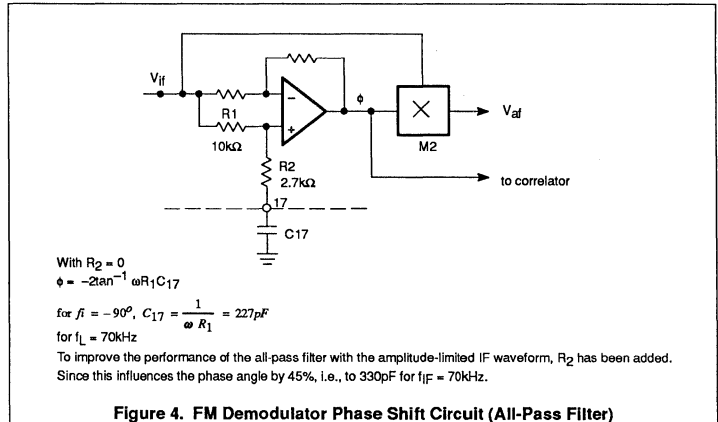 Vif
R1
10kΩ
−
+
ϕ
×
M2
Vaf
R2
2.7kΩ
to correlator
17
C17
With R2 = 0
ϕ = −2tan−1 ωR1C17
for fi = −90o, C17 = 1 / ω R1 = 227pF
for fL = 70kHz
To improve the performance of the all-pass filter with the amplitude-limited IF waveform, R2 has been added.
Since this influences the phase angle by 45%, i.e., to 330pF for fIF = 70kHz.
Figure 4. FM Demodulator Phase Shift Circuit (All-Pass Filter)